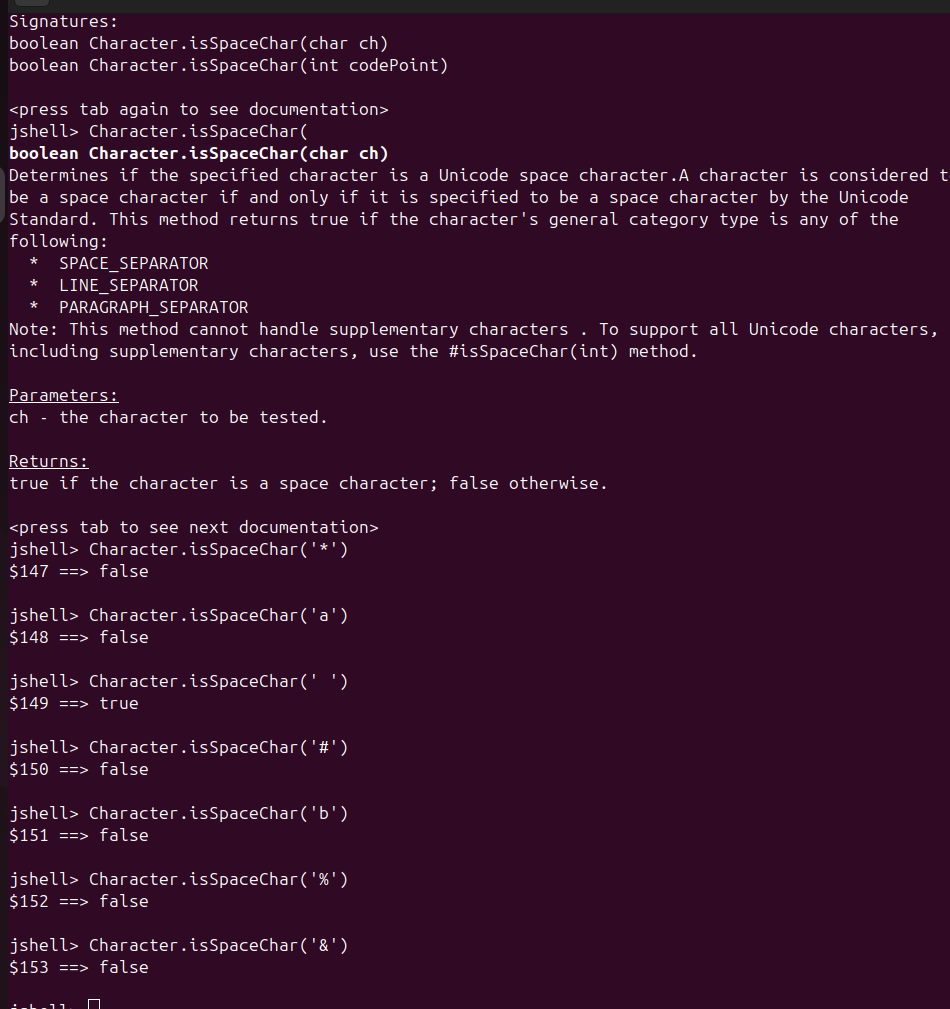 Signatures:
boolean Character.isSpaceChar(char ch)
boolean Character.isSpaceChar(int codePoint)
<press tab again to see documentation>
jshell> Character.isSpaceChar(
boolean Character.isSpaceChar(char ch)
Determines if the specified character is a Unicode space character.A character is considered t
be a space character if and only if it is specified to be a space character by the Unicode
Standard. This method returns true if the character's general category type is any of the
following:
* SPACE_SEPARATOR
* LINE_SEPARATOR
* PARAGRAPH_SEPARATOR
Note: This method cannot handle supplementary characters . To support all Unicode characters,
including supplementary characters, use the #isSpaceChar(int) method.
Parameters:
ch - the character to be tested.
Returns:
true if the character is a space character; false otherwise.
<press tab to see next documentation>
jshell> Character.isSpaceChar('*')
$147 ==> false
jshell> Character.isSpaceChar('a')
$148 ==> false
jshell> Character.isSpaceChar(' ')
$149 ==> true
jshell> Character.isSpaceChar('#')
$150 ==> false
jshell> Character.isSpaceChar('b')
$151 ==> false
jshell> Character.isSpaceChar('%')
$152 ==> false
jshell> Character.isSpaceChar('&')
$153 ==> false
jshell>